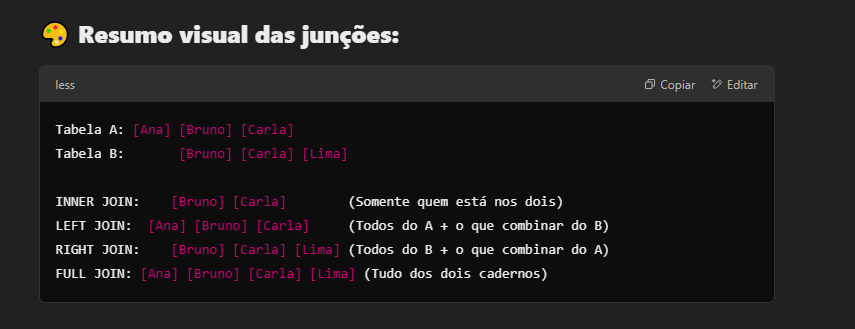 🎨 Resumo visual das junções:
less
Copiar
Editar
Tabela A: [Ana] [Bruno] [Carla]
Tabela B:       [Bruno] [Carla] [Lima]
INNER JOIN:    [Bruno] [Carla]        (Somente quem está nos dois)
LEFT JOIN:  [Ana] [Bruno] [Carla]     (Todos do A + o que combinar do B)
RIGHT JOIN:    [Bruno] [Carla] [Lima] (Todos do B + o que combinar do A)
FULL JOIN: [Ana] [Bruno] [Carla] [Lima] (Tudo dos dois cadernos)